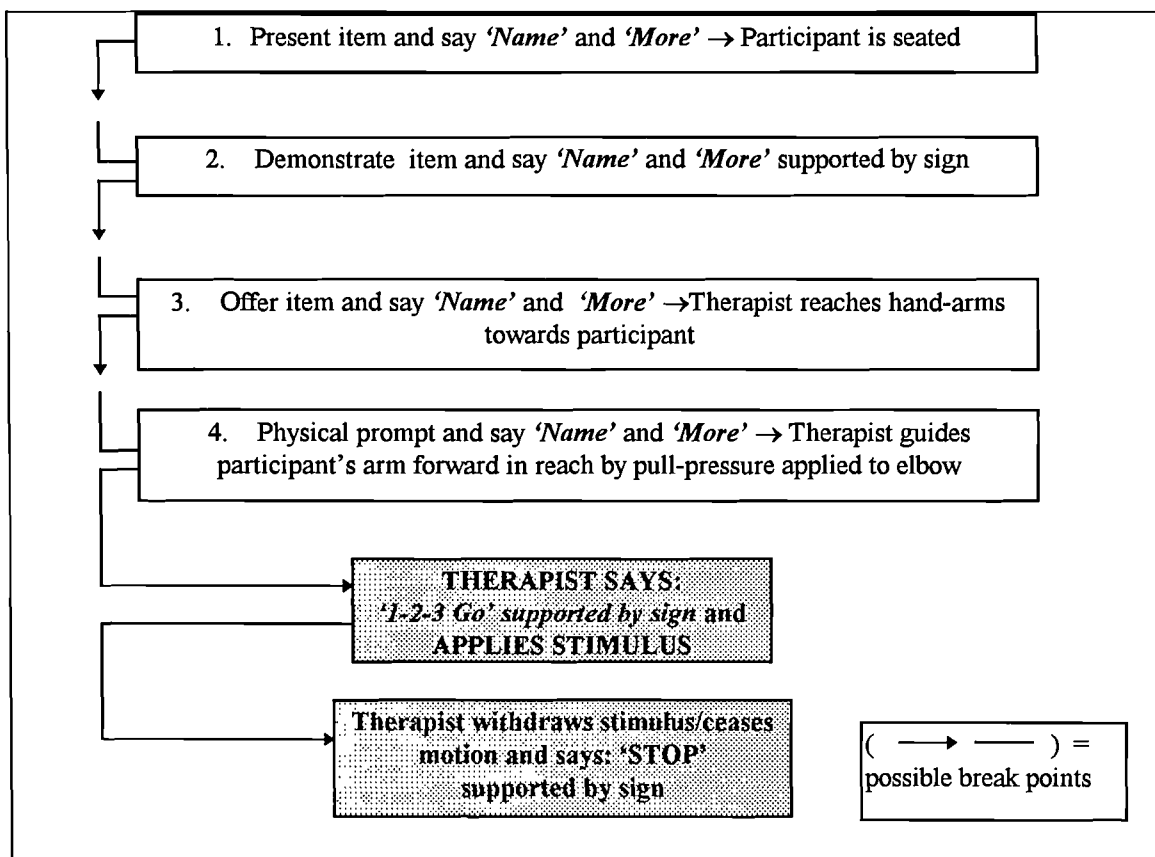 1. Present item and say ‘Name’ and ‘More’ → Participant is seated
2. Demonstrate item and say ‘Name’ and ‘More’ supported by sign
3. Offer item and say ‘Name’ and ‘More’ →Therapist reaches hand-arms
towards participant
4. Physical prompt and say ‘Name’ and ‘More’ → Therapist guides
participant’s arm forward in reach by pull-pressure applied to elbow
THERAPIST SAYS:
‘1-2-3 Go’ supported by sign and
APPLIES STIMULUS
Therapist withdraws stimulus/ceases
motion and says: ‘STOP’
supported by sign
( → — ) =
possible break points